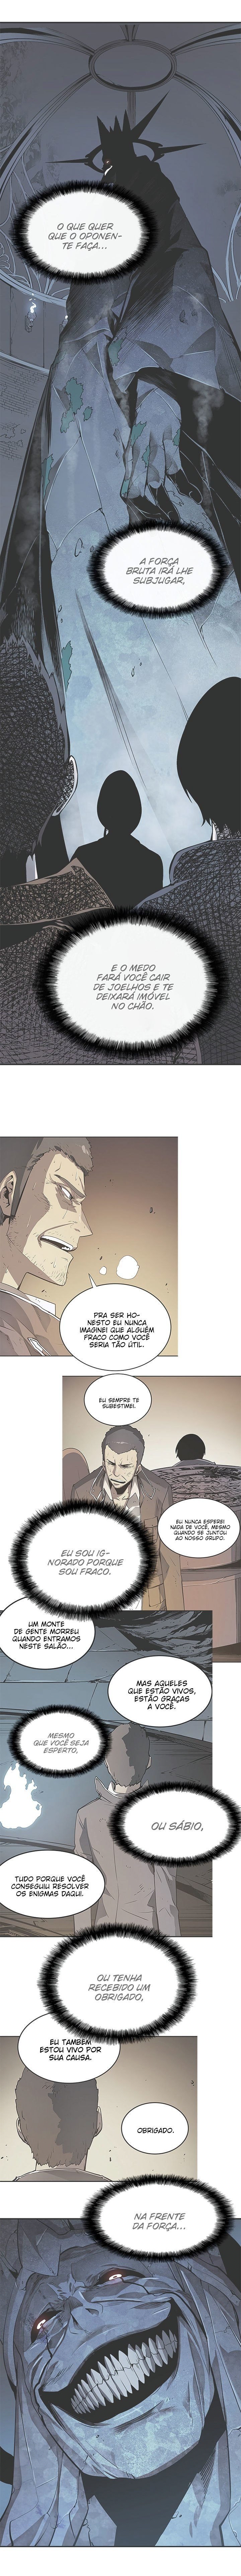 O QUE QUER
QUE O OPONEN-
TE FAÇA...
A FORÇA
BRUTA IRÁ LHE
SUBJUGAR,
E O MEDO
FARÁ VOCÊ CAIR
DE JOELHOS E TE
DEIXARÁ IMÓVEL
NO CHÃO.
PRA SER HO-
NESTO EU NUNCA
IMAGINEI QUE ALGUÉM
FRACO COMO VOCÊ
SERIA TÃO ÚTIL.
EU SEMPRE TE
SUBESTIMEI.
EU NUNCA ESPEREI
NADA DE VOCÊ, MESMO
QUANDO SE JUNTOU
AO NOSSO GRUPO.
EU SOU IG-
NORADO PORQUE
SOU FRACO.
UM MONTE
DE GENTE MORREU
QUANDO ENTRAMOS
NESTE SALÃO...
MAS AQUELES
QUE ESTÃO VIVOS,
ESTÃO GRAÇAS
A VOCÊ.
MESMO
QUE VOCÊ SEJA
ESPERTO,
OU SÁBIO,
TUDO PORQUE VOCÊ
CONSEGUIU RESOLVER
OS ENIGMAS DAQUI.
OU TENHA
RECEBIDO UM
OBRIGADO,
EU TAMBÉM
ESTOU VIVO POR
SUA CAUSA.
OBRIGADO.
NA FRENTE
DA FORÇA...